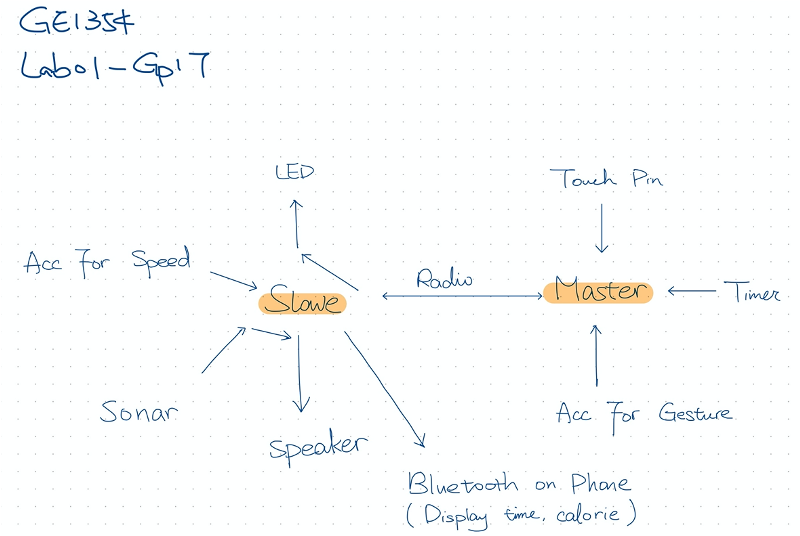 GE1354
Lab01-Gp17
LED
Touch Pin
Acc For Speed
Radio
Slave
Master
Timer
Sonar
Acc For Gesture
Speaker
Bluetooth on Phone
(Display time, calorie)